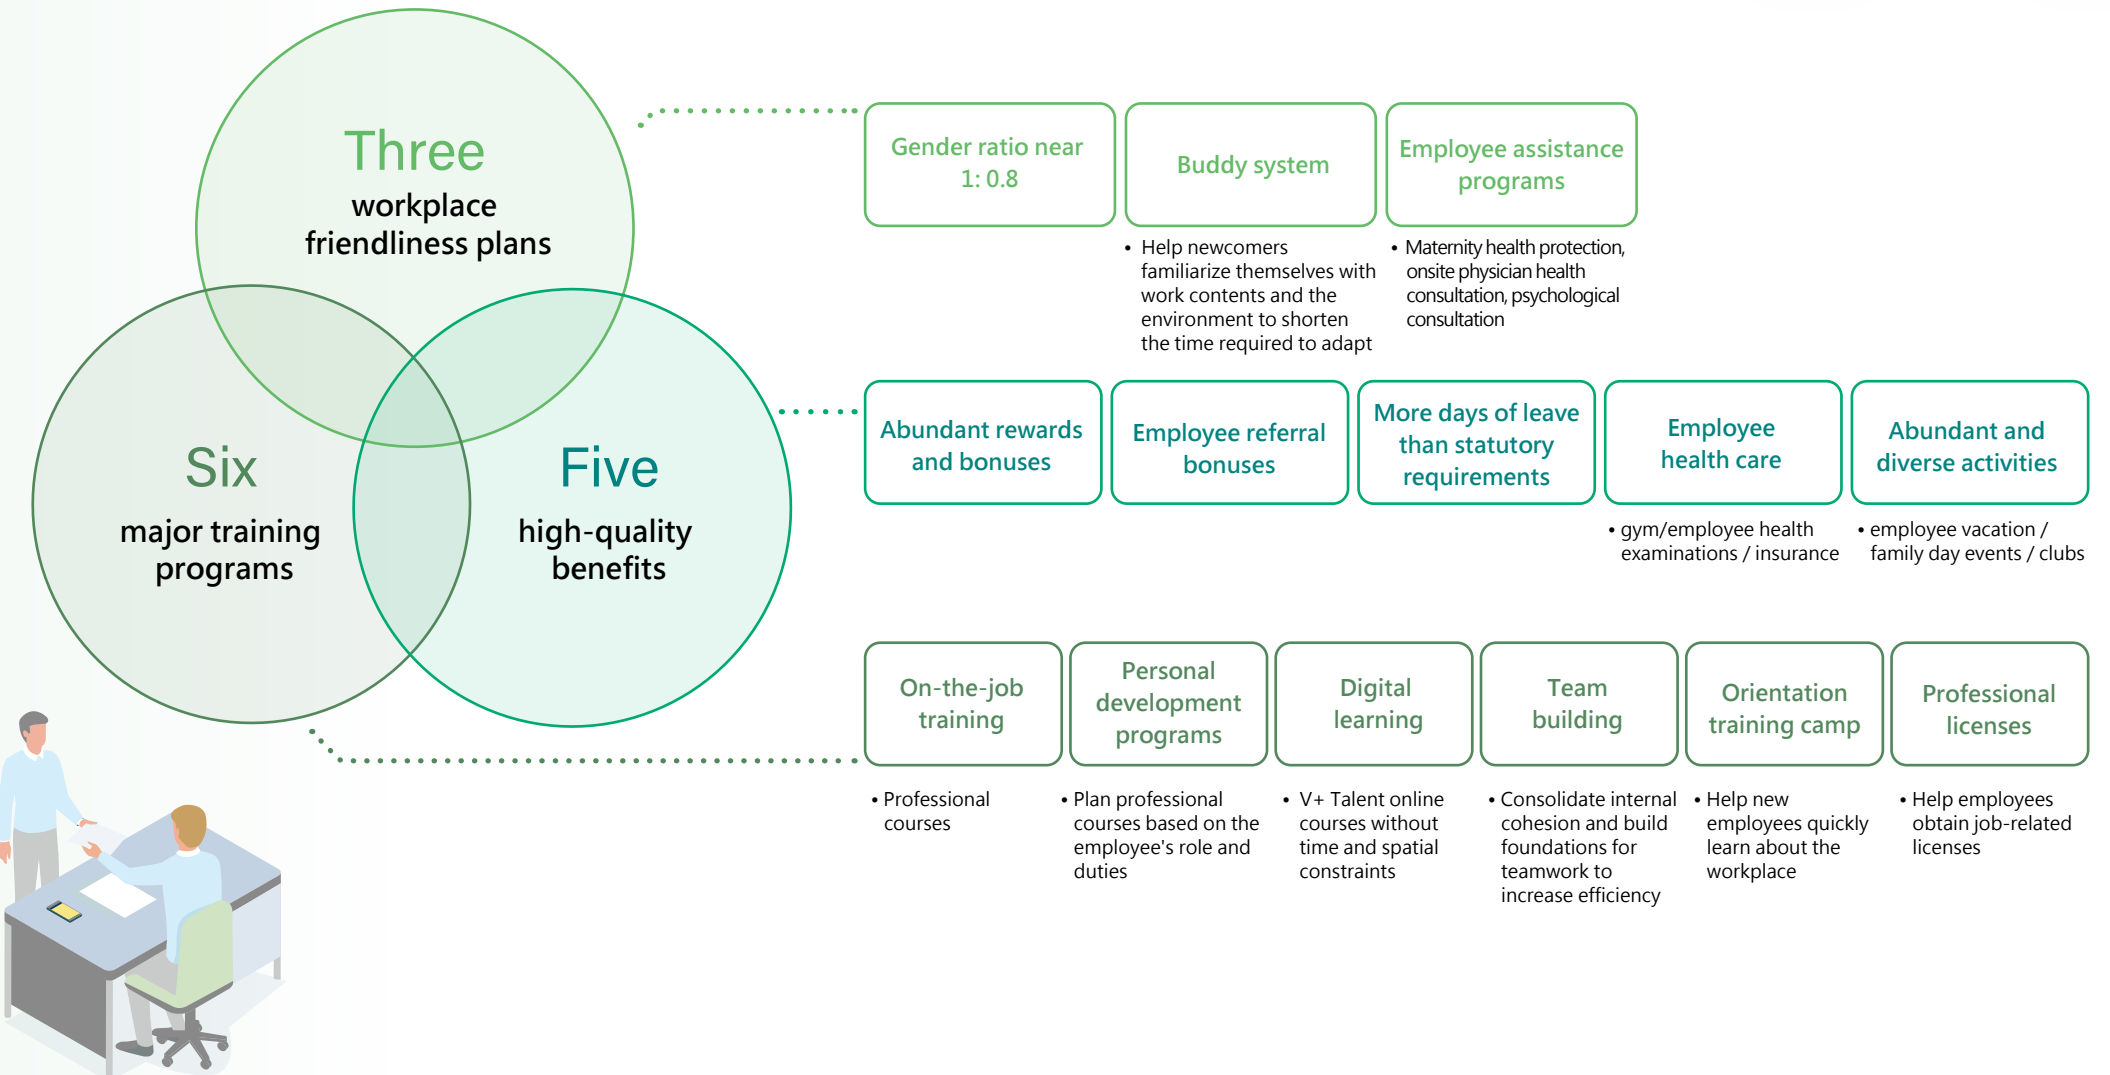 Three
workplace
friendliness plans
Six
major training
programs
Five
high-quality
benefits
Gender ratio near
1: 0.8
Buddy system
• Help newcomers
familiarize themselves with
work contents and the
environment to shorten
the time required to adapt
Employee assistance
programs
• Maternity health protection,
onsite physician health
consultation, psychological
consultation
Abundant rewards
and bonuses
Employee referral
bonuses
More days of leave
than statutory
requirements
Employee
health care
• gym/employee health
examinations / insurance
Abundant and
diverse activities
• employee vacation /
family day events / clubs
On-the-job
training
• Professional
courses
Personal
development
programs
• Plan professional
courses based on the
employee's role and
duties
Digital
learning
• V+ Talent online
courses without
time and spatial
constraints
Team
building
• Consolidate internal
cohesion and build
foundations for
teamwork to
increase efficiency
Orientation
training camp
• Help new
employees quickly
learn about the
workplace
Professional
licenses
• Help employees
obtain job-related
licenses